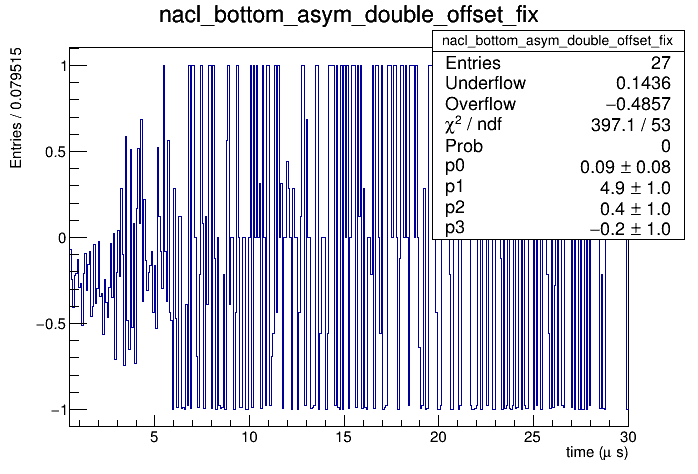 nacl_bottom_asym_double_offset_fix
nacl_bottom_asym_double_offset_fix
Entries 27
Underflow 0.1436
Overflow −0.4857
χ² / ndf 397.1 / 53
Prob 0
p0 0.09 ± 0.08
p1 4.9 ± 1.0
p2 0.4 ± 1.0
p3 −0.2 ± 1.0
Entries / 0.079515
1
0.5
0
−0.5
−1
5 10 15 20 25 30
time (μ s)